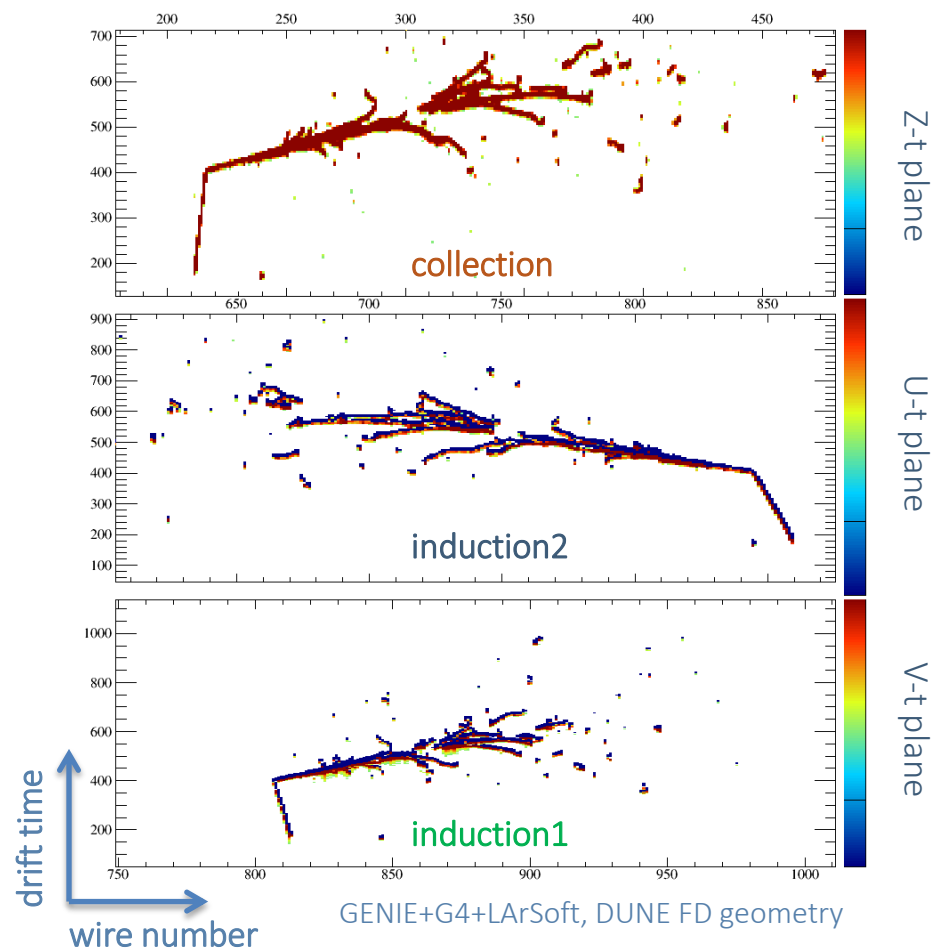 200 250 300 350 400 450
700
600
500
400
300
200
collection
Z-t plane
650 700 750 800 850
900
800
700
600
500
400
300
200
100
induction2
U-t plane
1000
800
600
400
200
induction1
V-t plane
750 800 850 900 950 1000
drift time
wire number
GENIE+G4+LArSoft, DUNE FD geometry